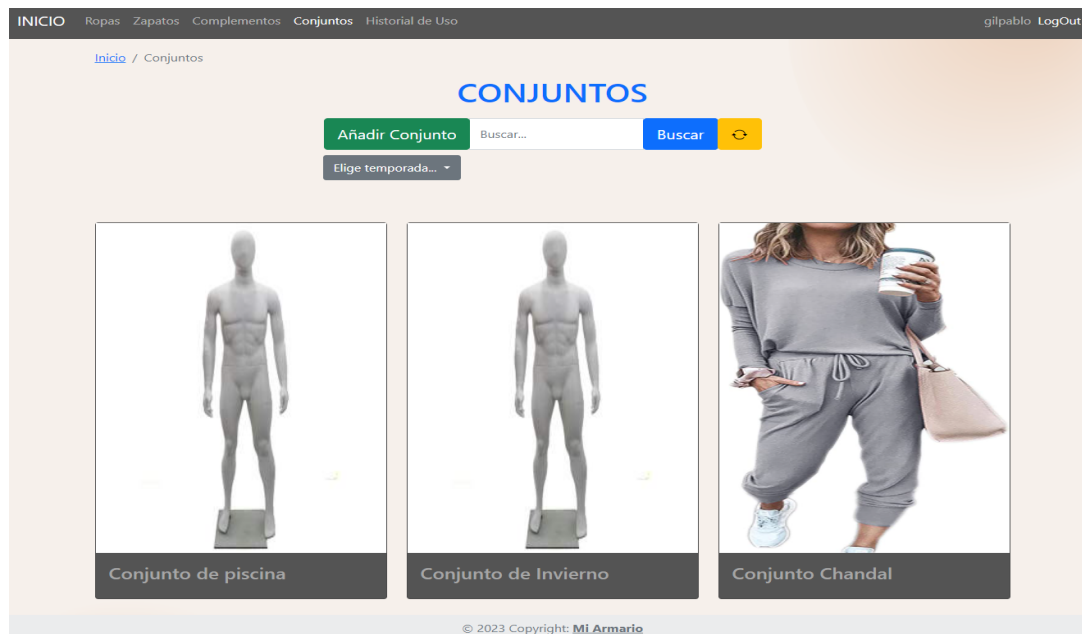 INICIO Ropas Zapatos Complementos Conjuntos Historial de Uso gilpablo LogOut
Inicio / Conjuntos
CONJUNTOS
Añadir Conjunto Buscar... Buscar
Elige temporada...
Conjunto de piscina Conjunto de Invierno Conjunto Chandal
© 2023 Copyright: Mi Armario